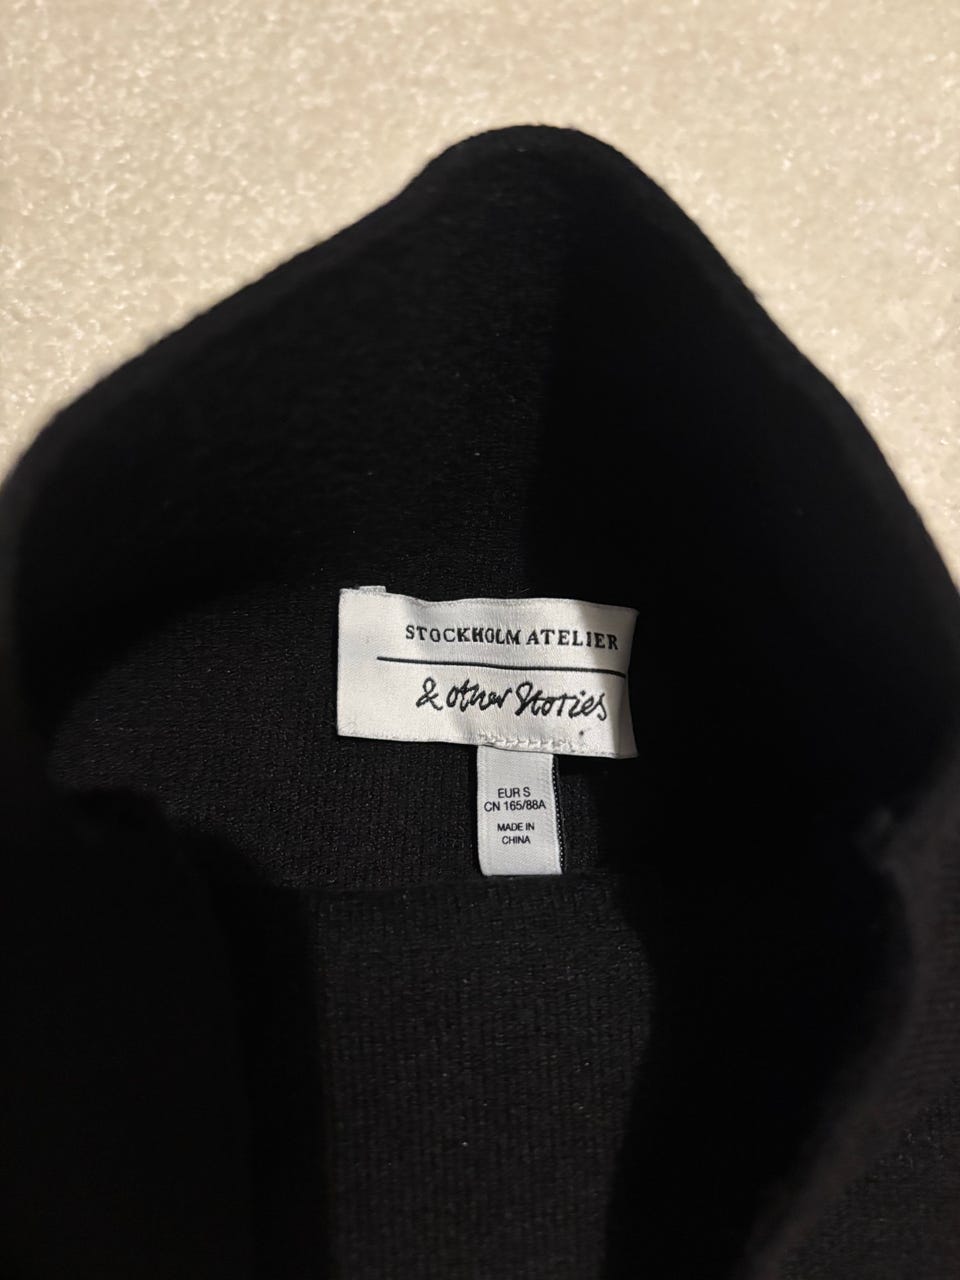 STOCKHOLM ATELIER
& other Stories
EUR S
CN 165/88A
MADE IN
CHINA